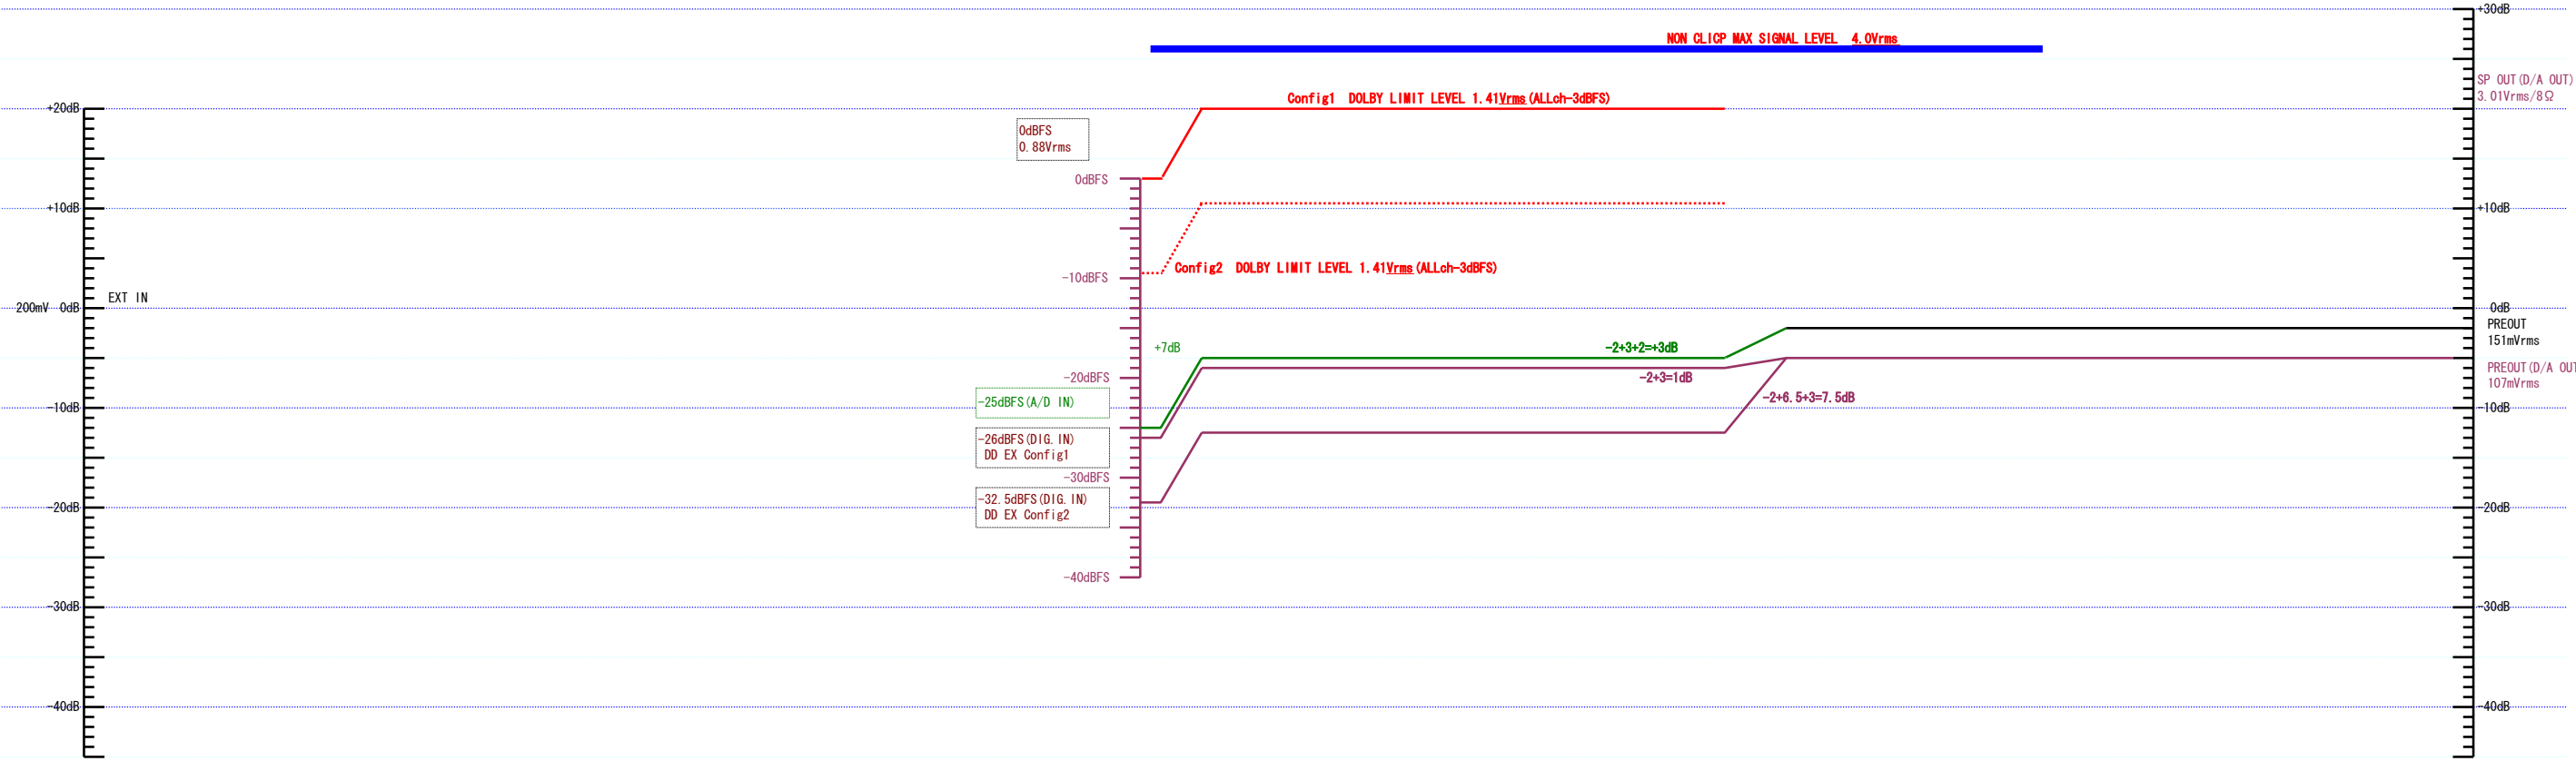 +30dB
NON CLICP MAX SIGNAL LEVEL 4.0Vrms
SP OUT(D/A OUT)
3.01Vrms/8Ω
+20dB
Config1 DOLBY LIMIT LEVEL 1.41Vrms(ALLch-3dBFS)
0dBFS
0.88Vrms
0dBFS
+10dB
+10dB
-10dBFS
Config2 DOLBY LIMIT LEVEL 1.41Vrms(ALLch-3dBFS)
EXT IN
200mV 0dB
0dB
PREOUT
151mVrms
+7dB
-2+3+2=+3dB
-20dBFS
-2+3=1dB
PREOUT(D/A OUT
107mVrms
-25dBFS(A/D IN)
-2+6.5+3=7.5dB
-10dB
-10dB
-26dBFS(DIG.IN)
DD EX Config1
-30dBFS
-32.5dBFS(DIG.IN)
DD EX Config2
-20dB
-20dB
-40dBFS
-30dB
-30dB
-40dB
-40dB